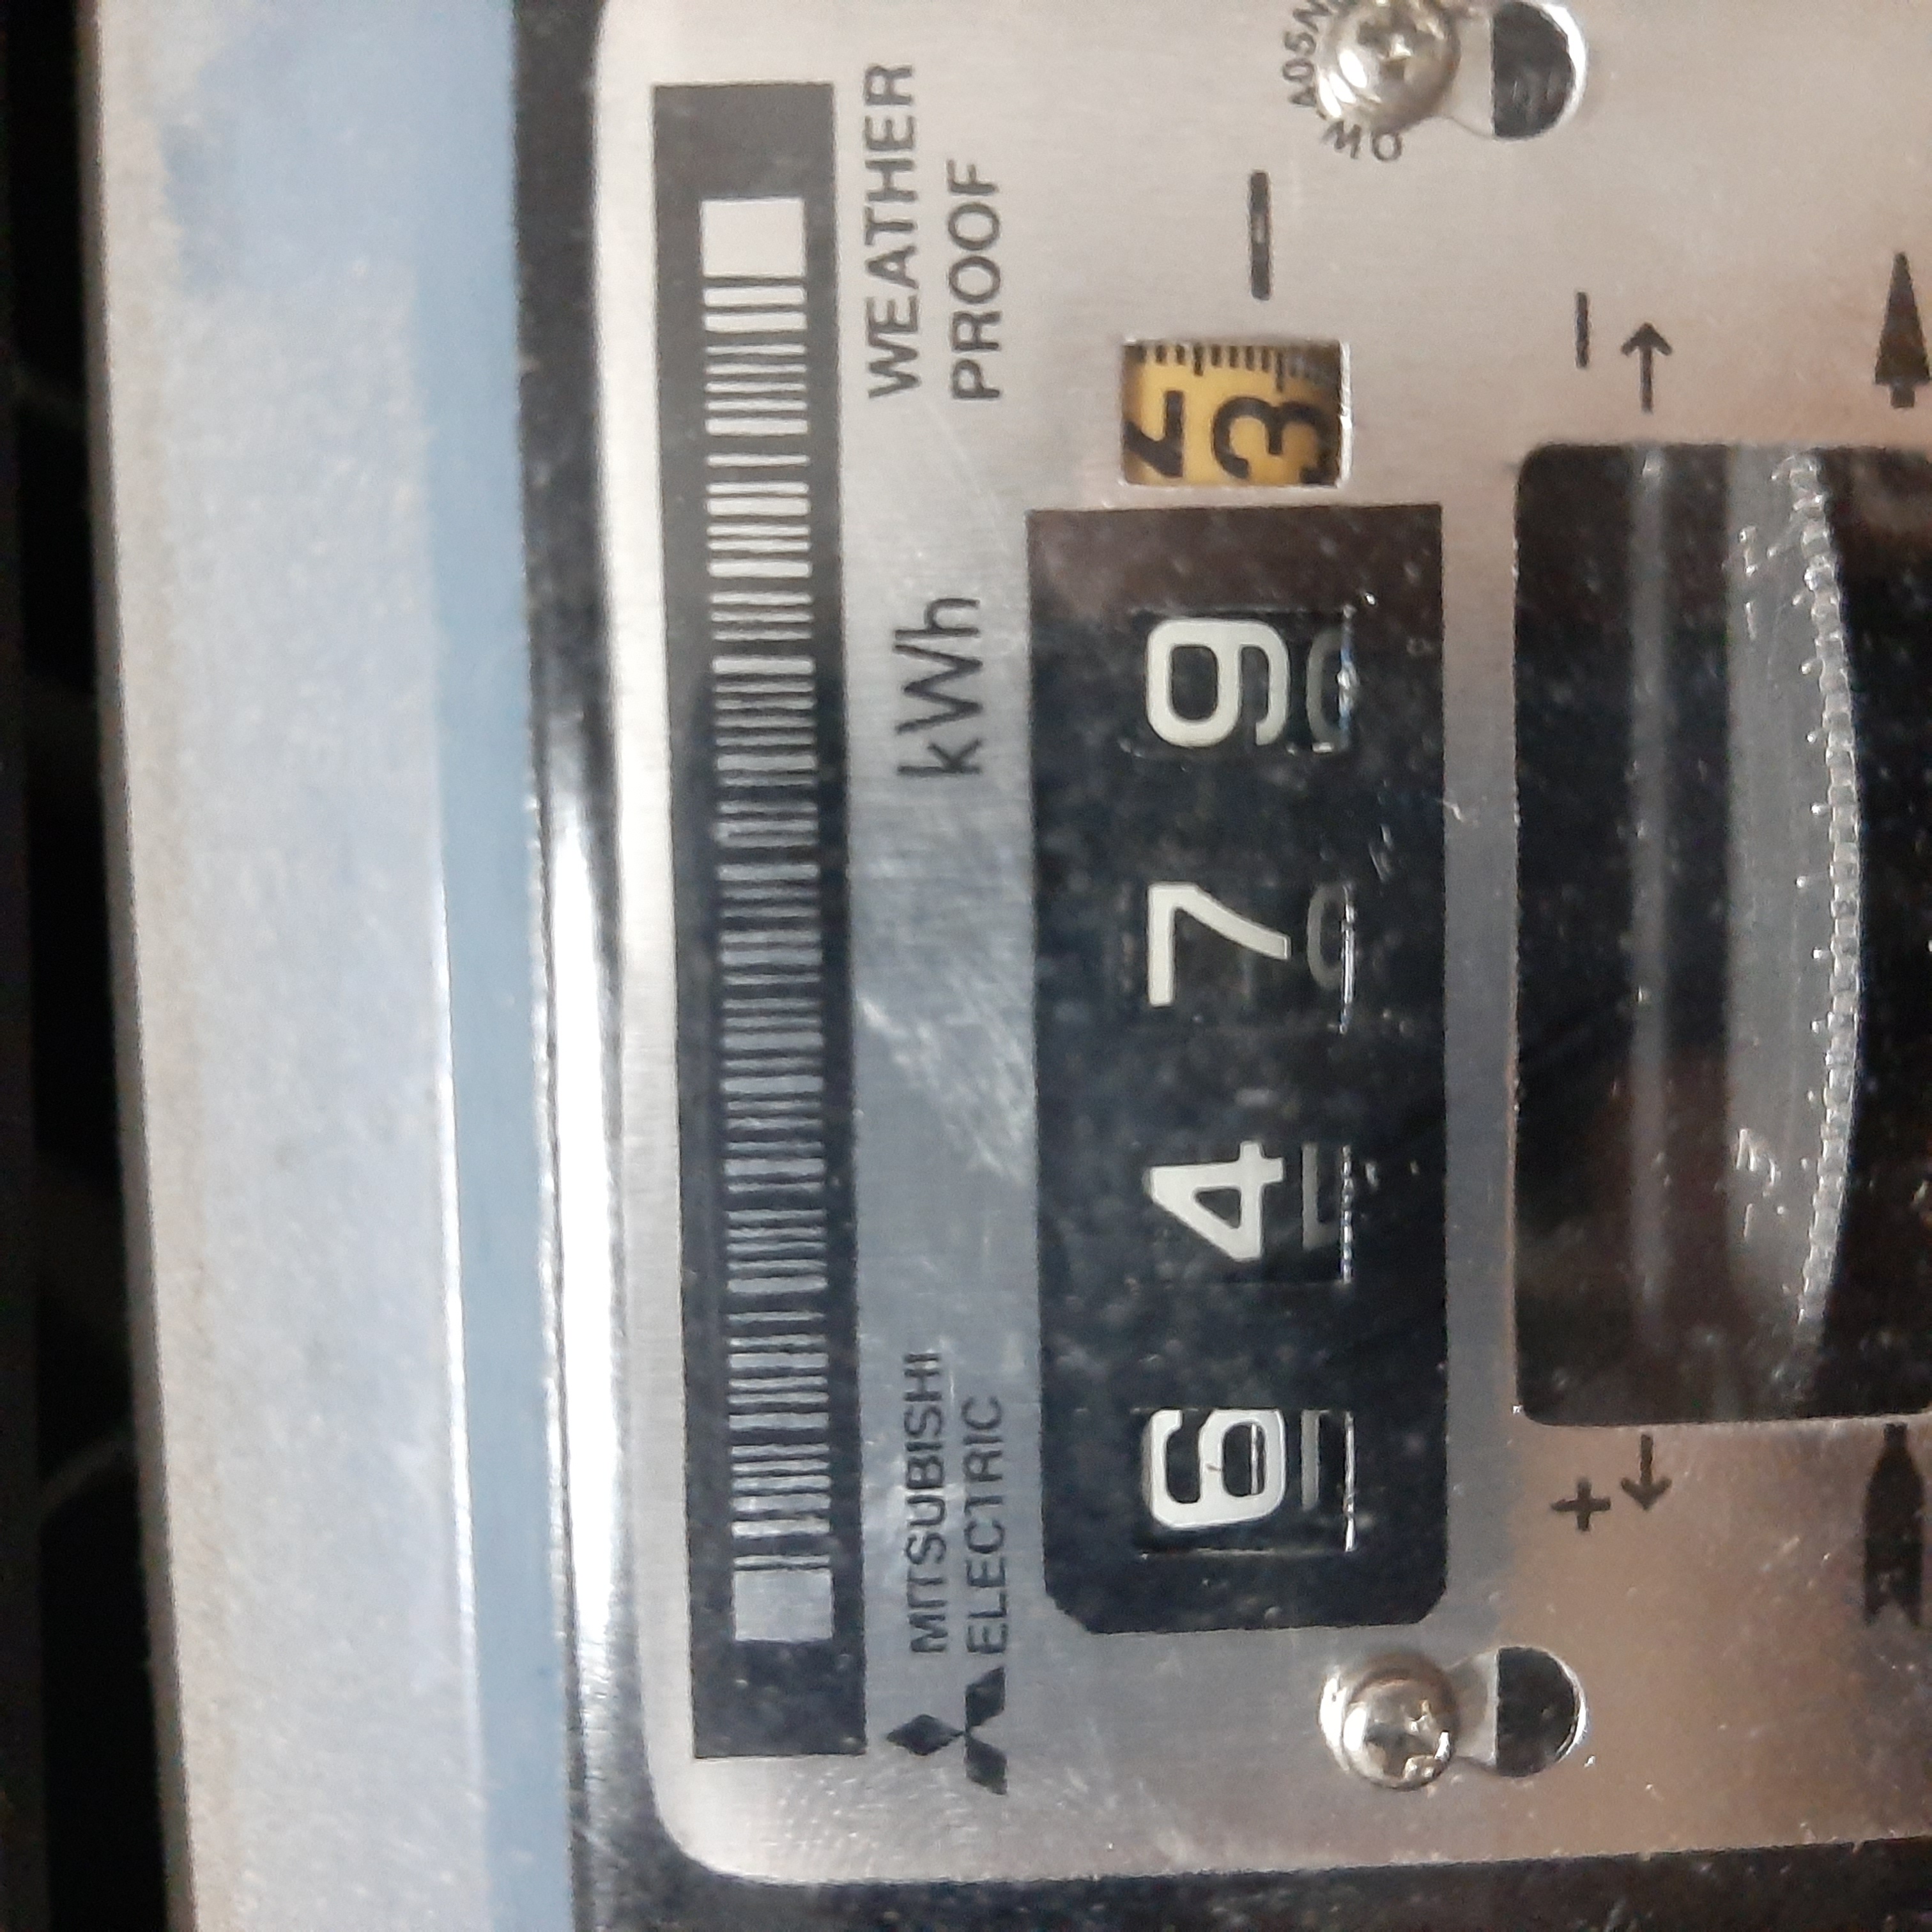 MITSUBISHI
ELECTRIC
kWh
WEATHER
PROOF
6 4 7 9 3
+
←
−
→